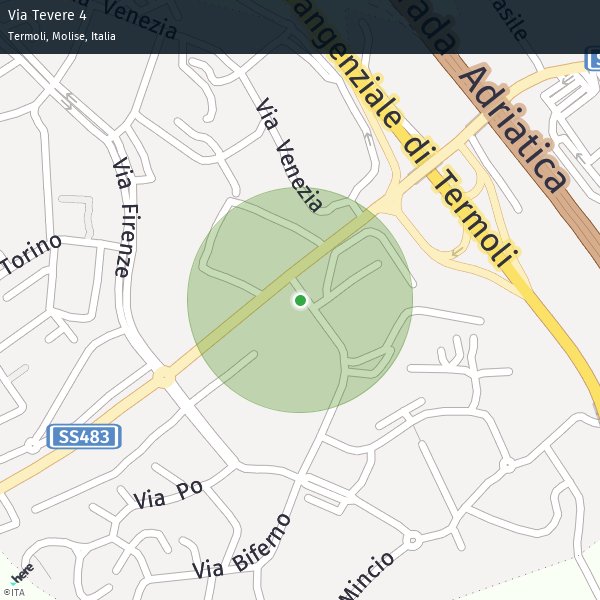 Via Tevere 4
Termoli, Molise, Italia
Via Venezia
Tangenziale di Termoli
Strada Adriatica
Via Venezia
Via Firenze
Torino
SS483
Via Po
Via Biferno
Mincio
here
©ITA